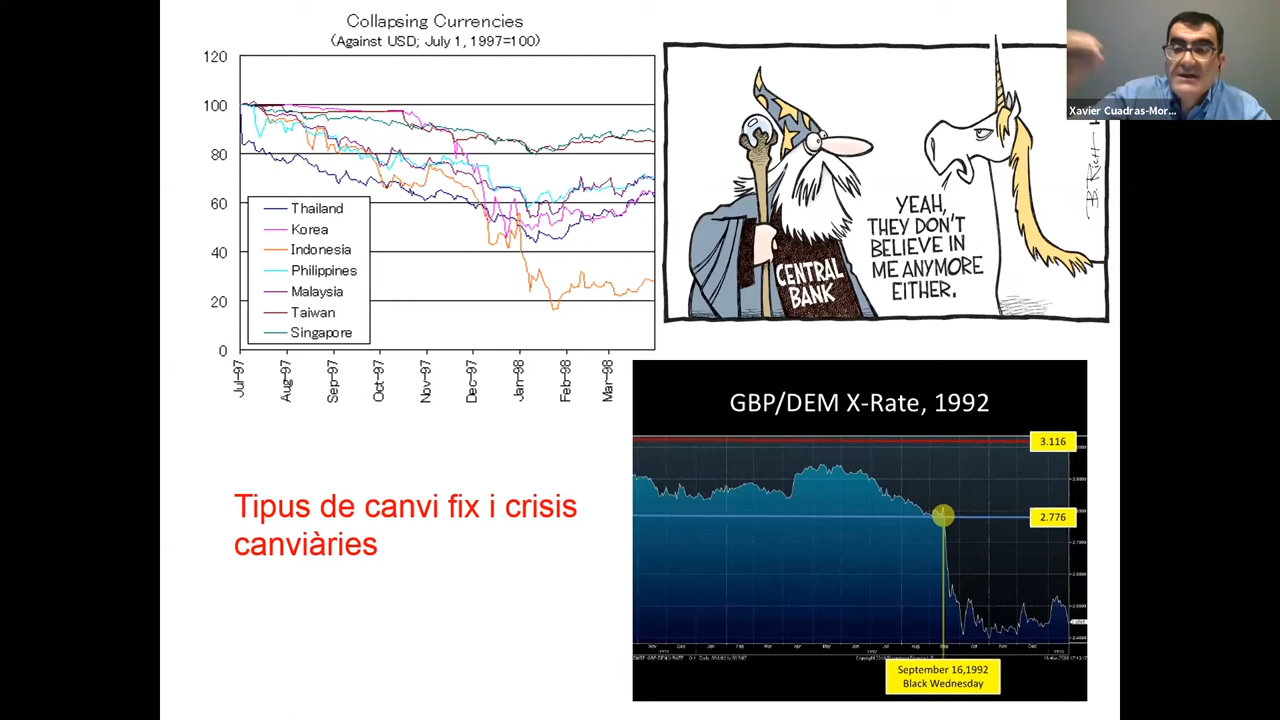 Collapsing Currencies
(Against USD; July 1, 1997=100)
120
100
80
60
40
20
0
Thailand
Korea
Indonesia
Philippines
Malaysia
Taiwan
Singapore
Jul-97
Aug-97
Sep-97
Oct-97
Nov-97
Dec-97
Jan-98
Feb-98
Mar-98
CENTRAL
BANK
YEAH,
THEY DON'T
BELIEVE IN
ME ANYMORE
EITHER.
B. RICH
Xavier Cuadras-Mor...
Tipus de canvi fix i crisis
canviàries
GBP/DEM X-Rate, 1992
3.116
2.776
September 16,1992
Black Wednesday